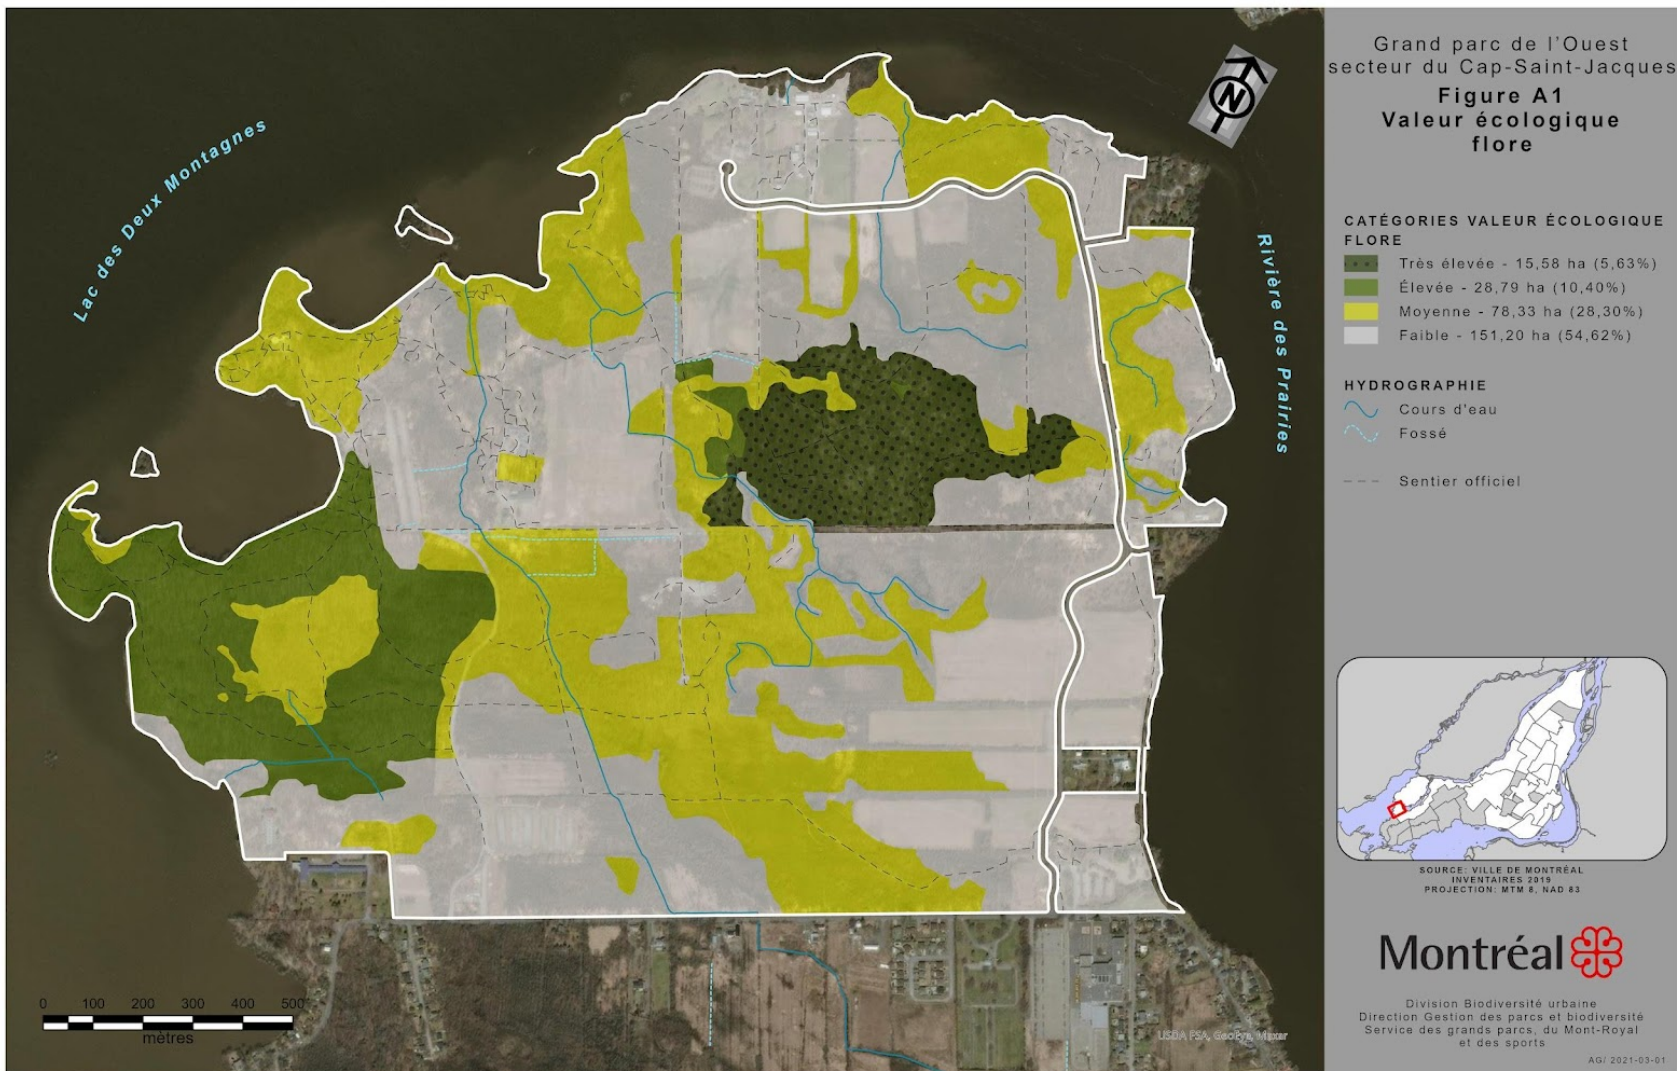 Grand parc de l'Ouest
secteur du Cap-Saint-Jacques
Figure A1
Valeur écologique
flore
N
Lac des Deux Montagnes
Rivière des Prairies
CATÉGORIES VALEUR ÉCOLOGIQUE
FLORE
Très élevée - 15,58 ha (5,63%)
Élevée - 28,79 ha (10,40%)
Moyenne - 78,33 ha (28,30%)
Faible - 151,20 ha (54,62%)
HYDROGRAPHIE
Cours d'eau
Fossé
Sentier officiel
SOURCE: VILLE DE MONTRÉAL
INVENTAIRES 2019
PROJECTION: MTM 8, NAD 83
Montréal
Division Biodiversité urbaine
Direction Gestion des parcs et biodiversité
Service des grands parcs, du Mont-Royal
et des sports
AG/ 2021-03-01
0 100 200 300 400 500
mètres
USDA FSA, GeoEye, Maxar